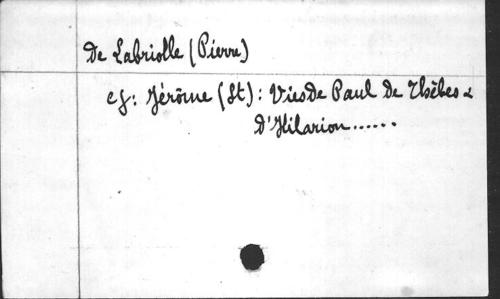 De Labriolle (Pierre)
cf: Jérôme (St): Vies De Paul de Thèbes &
D'Hilarion......